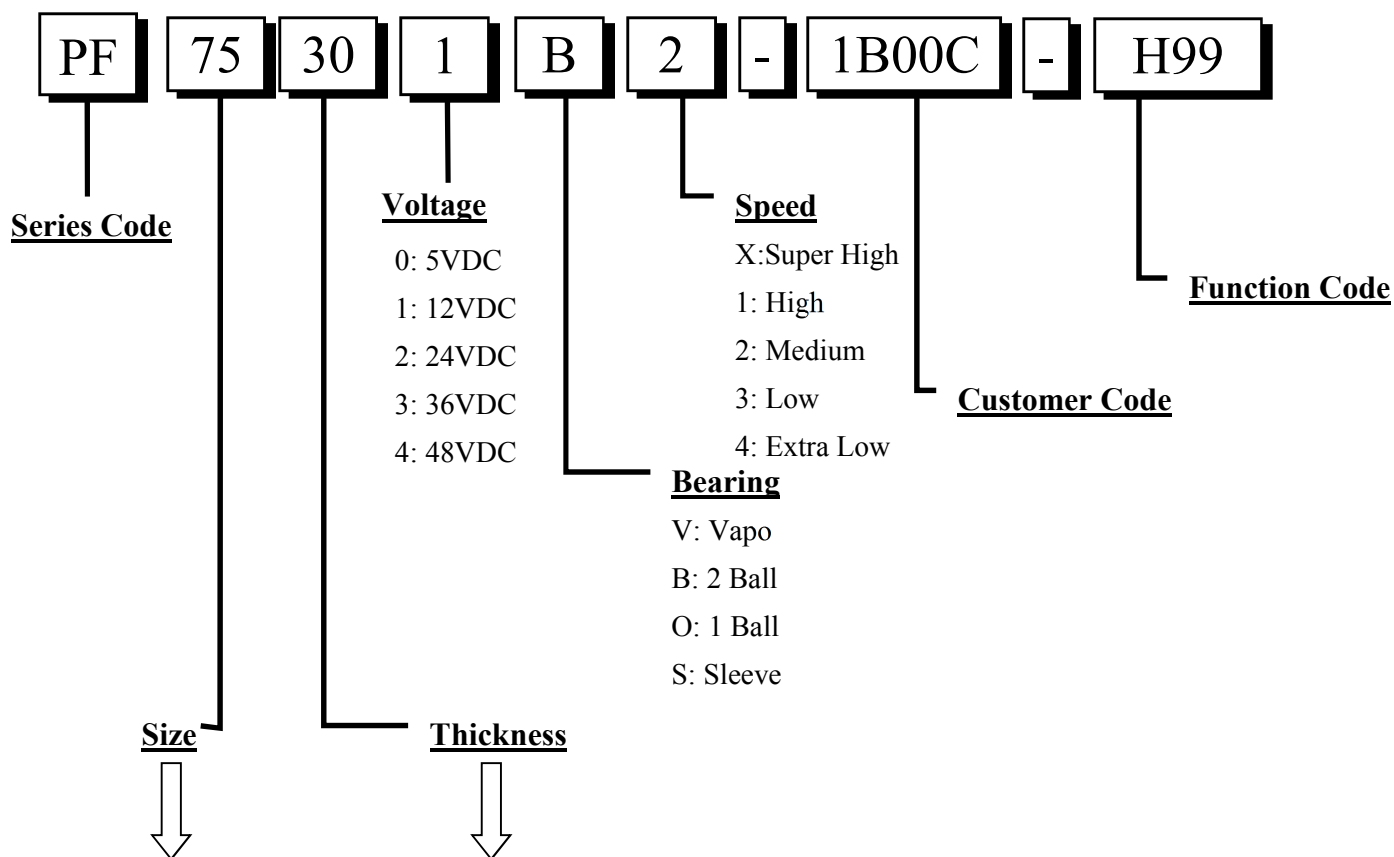 PF 75 30 1 B 2 - 1B00C - H99
Series Code
Voltage
0: 5VDC
1: 12VDC
2: 24VDC
3: 36VDC
4: 48VDC
Speed
X:Super High
1: High
2: Medium
3: Low
4: Extra Low
Function Code
Customer Code
Bearing
V: Vapo
B: 2 Ball
O: 1 Ball
S: Sleeve
Size
Thickness